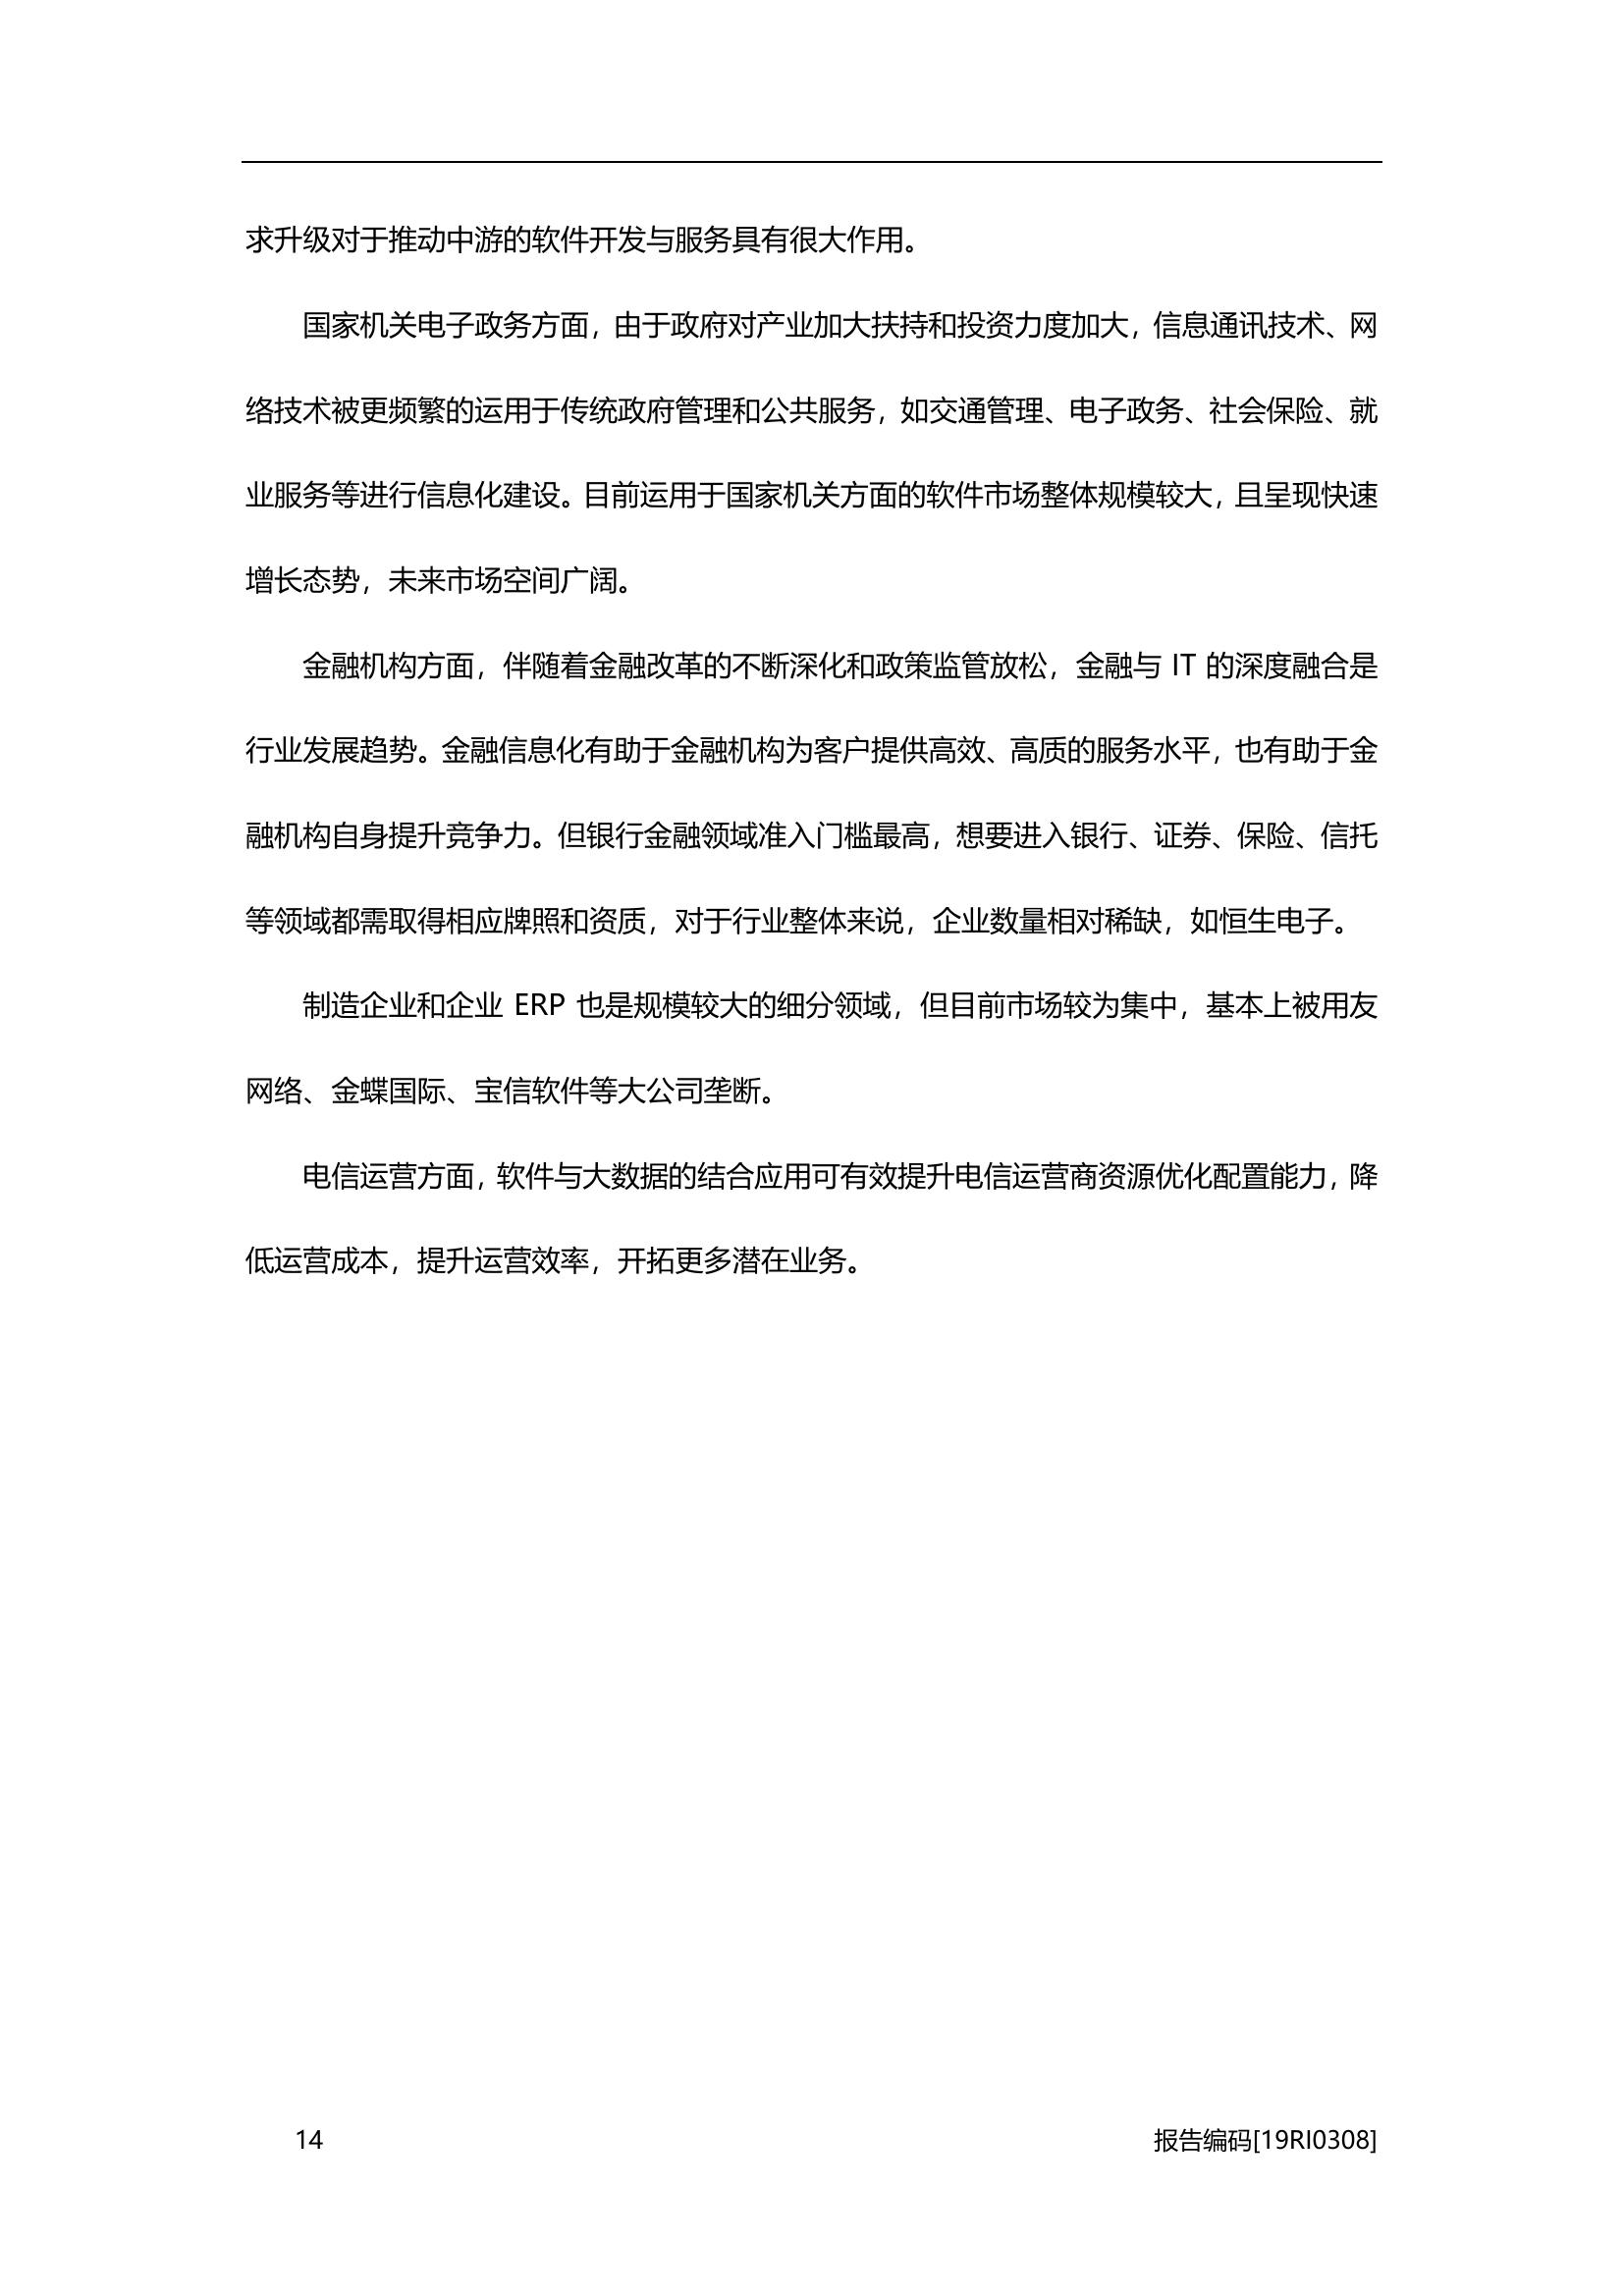 求升级对于推动中游的软件开发与服务具有很大作用。
国家机关电子政务方面，由于政府对产业加大扶持和投资力度加大，信息通讯技术、网
络技术被更频繁的运用于传统政府管理和公共服务，如交通管理、电子政务、社会保险、就
业服务等进行信息化建设。目前运用于国家机关方面的软件市场整体规模较大，且呈现快速
增长态势，未来市场空间广阔。
金融机构方面，伴随着金融改革的不断深化和政策监管放松，金融与 IT 的深度融合是
行业发展趋势。金融信息化有助于金融机构为客户提供高效、高质的服务水平，也有助于金
融机构自身提升竞争力。但银行金融领域准入门槛最高，想要进入银行、证券、保险、信托
等领域都需取得相应牌照和资质，对于行业整体来说，企业数量相对稀缺，如恒生电子。
制造企业和企业 ERP 也是规模较大的细分领域，但目前市场较为集中，基本上被用友
网络、金蝶国际、宝信软件等大公司垄断。
电信运营方面，软件与大数据的结合应用可有效提升电信运营商资源优化配置能力，降
低运营成本，提升运营效率，开拓更多潜在业务。
14 报告编码[19RI0308]